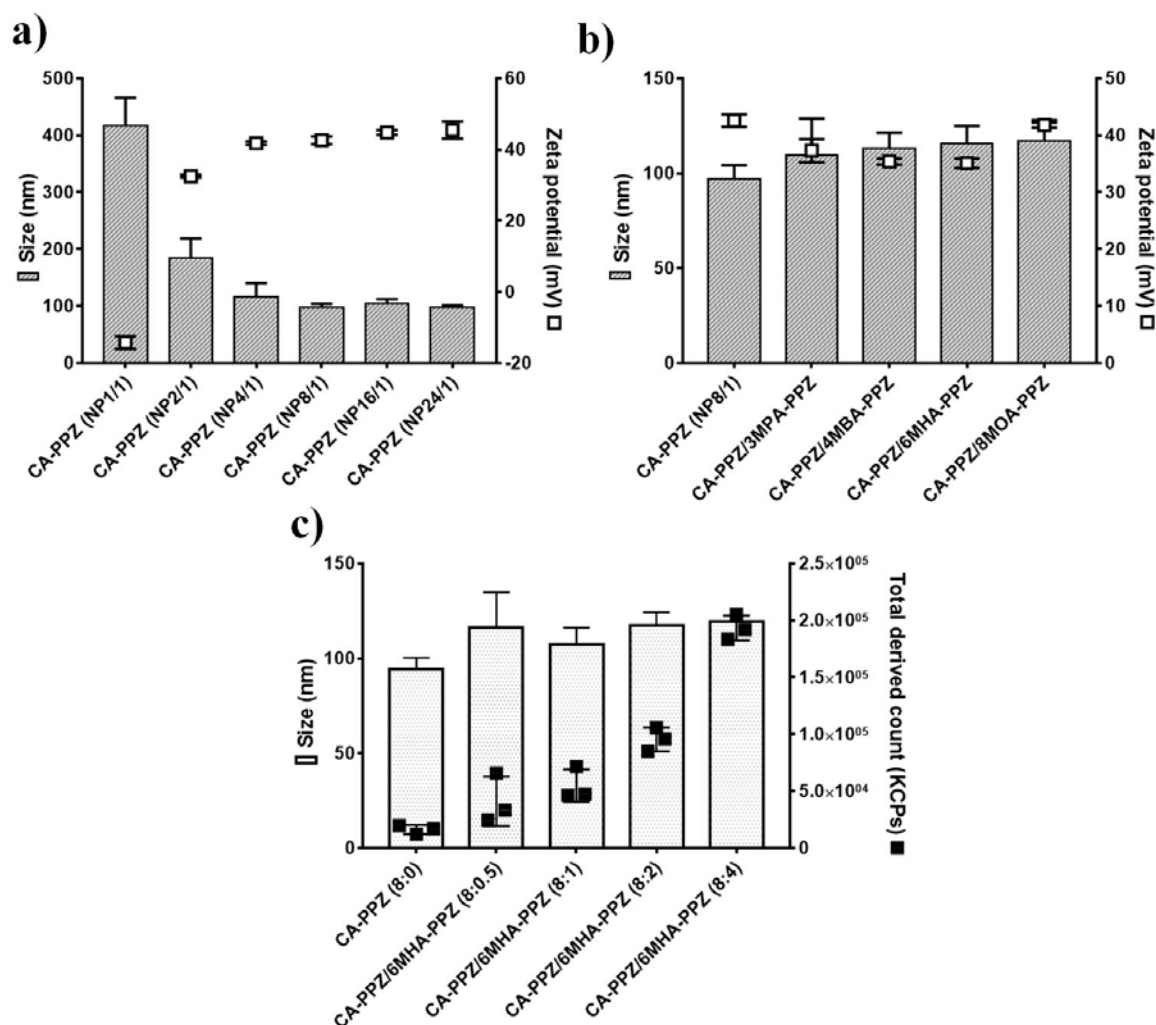 a)
500
400
300
200
100
0
Size (nm)
60
40
20
0
-20
Zeta potential (mV)
CA-PPZ (NP1/1)
CA-PPZ (NP2/1)
CA-PPZ (NP4/1)
CA-PPZ (NP8/1)
CA-PPZ (NP16/1)
CA-PPZ (NP24/1)
b)
150
100
50
0
Size (nm)
50
40
30
20
10
0
Zeta potential (mV)
CA-PPZ (NP8/1)
CA-PPZ/3MPA-PPZ
CA-PPZ/4MBA-PPZ
CA-PPZ/6MHA-PPZ
CA-PPZ/8MOA-PPZ
c)
150
100
50
0
Size (nm)
2.5×10⁰⁵
2.0×10⁰⁵
1.5×10⁰⁵
1.0×10⁰⁵
5.0×10⁰⁴
0
Total derived count (KCPs)
CA-PPZ (8:0)
CA-PPZ/6MHA-PPZ (8:0.5)
CA-PPZ/6MHA-PPZ (8:1)
CA-PPZ/6MHA-PPZ (8:2)
CA-PPZ/6MHA-PPZ (8:4)